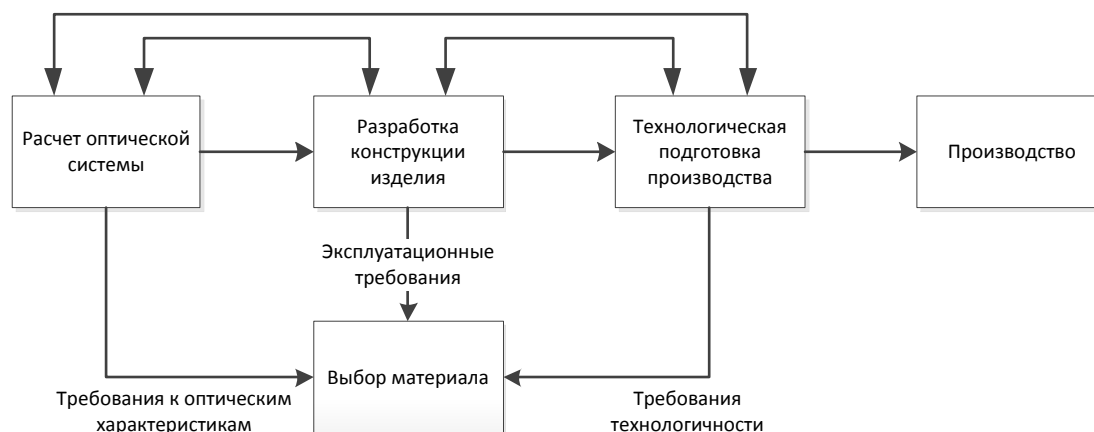 Расчет оптической
системы
Разработка
конструкции
изделия
Технологическая
подготовка
производства
Производство
Эксплуатационные
требования
Выбор материала
Требования к оптическим
характеристикам
Требования
технологичности